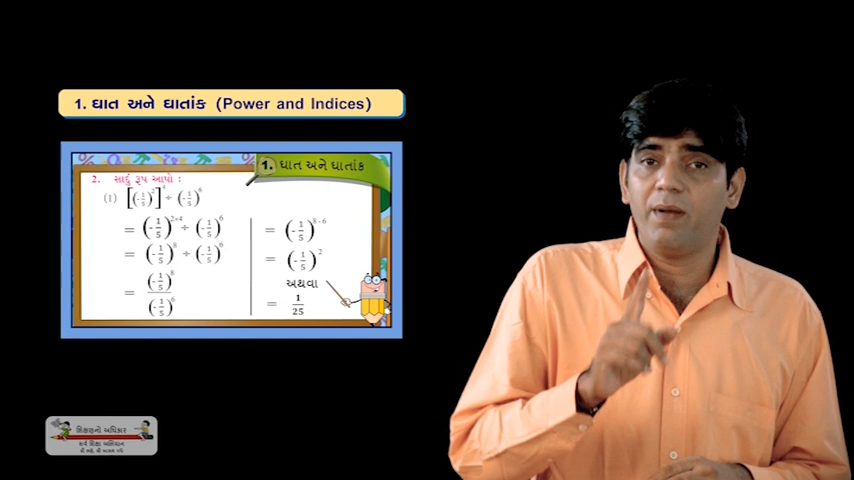 1. ઘાત અને ઘાતાંક (Power and Indices)
1. ઘાત અને ઘાતાંક
2. સાદું રૂપ આપો :
(1) [(-1/5)^2]^4 ÷ (-1/5)^6
= (-1/5)^{2×4} ÷ (-1/5)^6
= (-1/5)^8 ÷ (-1/5)^6
= (-1/5)^8 / (-1/5)^6
= (-1/5)^{8-6}
= (-1/5)^2
અથવા
= 1/25
શિક્ષણનો અધિકાર
સર્વ શિક્ષા અભિયાન